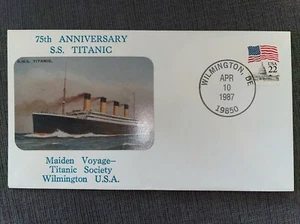 75th ANNIVERSARY
S.S. TITANIC
R.M.S. TITANIC.
Maiden Voyage—
Titanic Society
Wilmington U.S.A.
WILMINGTON, DE
APR
10
1987
19850
USA
22